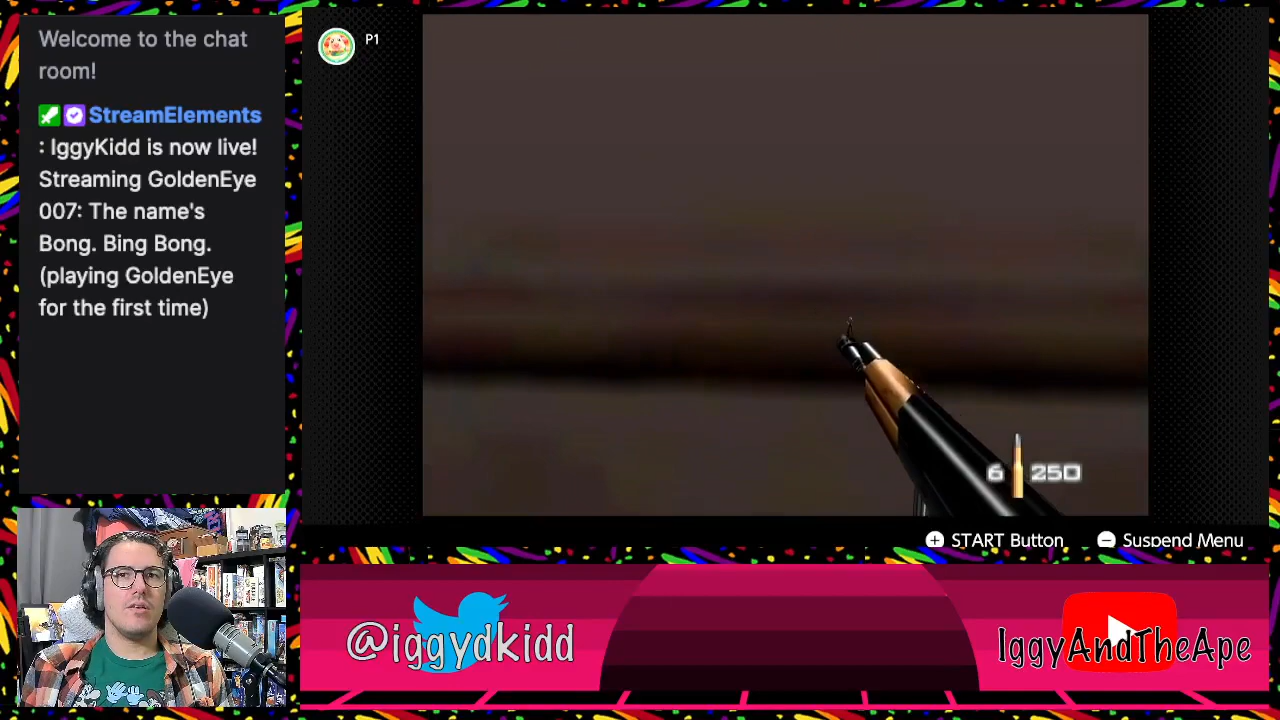 Welcome to the chat
room!
StreamElements
: IggyKidd is now live!
Streaming GoldenEye
007: The name's
Bong. Bing Bong.
(playing GoldenEye
for the first time)
P1
6 250
START Button
Suspend Menu
@iggydkidd
IggyAndTheApe